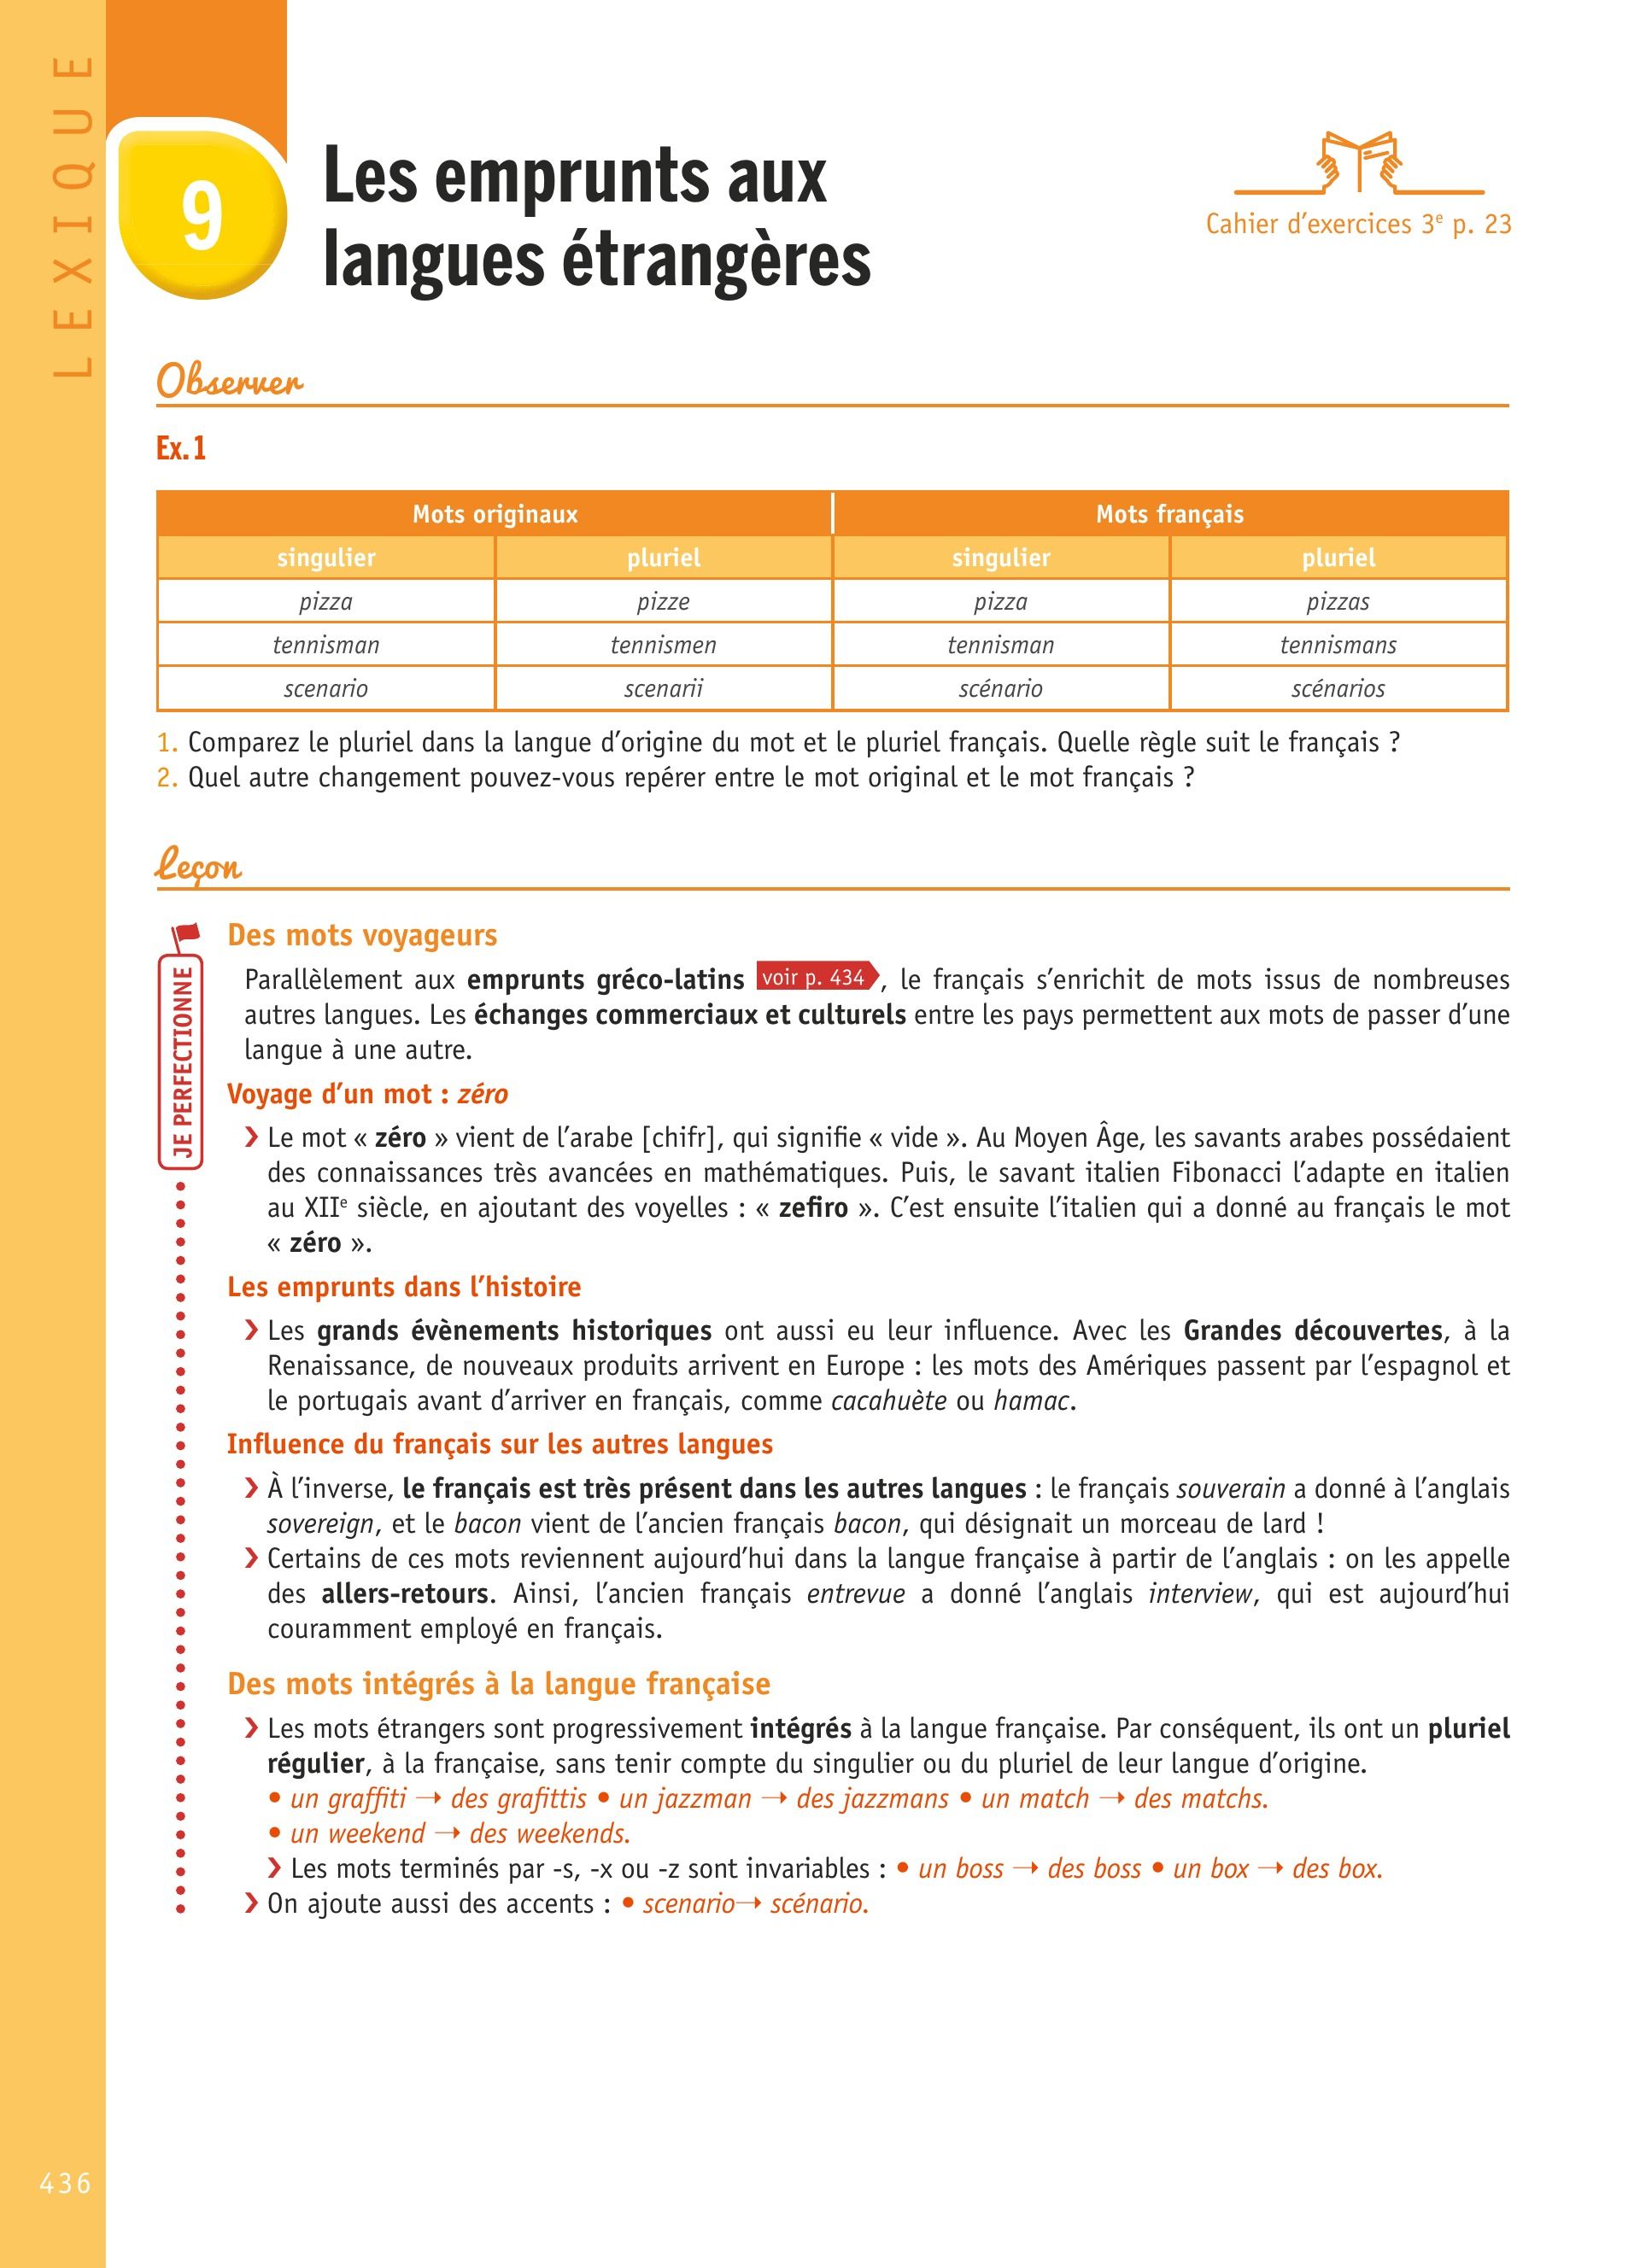 LEXIQUE
9
Les emprunts aux
langues étrangères
Cahier d’exercices 3e p. 23
Observer
Ex. 1
Mots originaux Mots français
singulier pluriel singulier pluriel
pizza pizze pizza pizzas
tennisman tennismen tennisman tennismans
scenario scenarii scénario scénarios
1. Comparez le pluriel dans la langue d’origine du mot et le pluriel français. Quelle règle suit le français ?
2. Quel autre changement pouvez-vous repérer entre le mot original et le mot français ?
Leçon
JE PERFECTIONNE
Des mots voyageurs
Parallèlement aux emprunts gréco-latins voir p. 434, le français s’enrichit de mots issus de nombreuses
autres langues. Les échanges commerciaux et culturels entre les pays permettent aux mots de passer d’une
langue à une autre.
Voyage d’un mot : zéro
❯ Le mot « zéro » vient de l’arabe [chifr], qui signifie « vide ». Au Moyen Âge, les savants arabes possédaient
des connaissances très avancées en mathématiques. Puis, le savant italien Fibonacci l’adapte en italien
au XIIe siècle, en ajoutant des voyelles : « zefiro ». C’est ensuite l’italien qui a donné au français le mot
« zéro ».
Les emprunts dans l’histoire
❯ Les grands évènements historiques ont aussi eu leur influence. Avec les Grandes découvertes, à la
Renaissance, de nouveaux produits arrivent en Europe : les mots des Amériques passent par l’espagnol et
le portugais avant d’arriver en français, comme cacahuète ou hamac.
Influence du français sur les autres langues
❯ À l’inverse, le français est très présent dans les autres langues : le français souverain a donné à l’anglais
sovereign, et le bacon vient de l’ancien français bacon, qui désignait un morceau de lard !
❯ Certains de ces mots reviennent aujourd’hui dans la langue française à partir de l’anglais : on les appelle
des allers-retours. Ainsi, l’ancien français entrevue a donné l’anglais interview, qui est aujourd’hui
couramment employé en français.
Des mots intégrés à la langue française
❯ Les mots étrangers sont progressivement intégrés à la langue française. Par conséquent, ils ont un pluriel
régulier, à la française, sans tenir compte du singulier ou du pluriel de leur langue d’origine.
• un graffiti → des grafittis • un jazzman → des jazzmans • un match → des matchs.
• un weekend → des weekends.
❯ Les mots terminés par -s, -x ou -z sont invariables : • un boss → des boss • un box → des box.
❯ On ajoute aussi des accents : • scenario→ scénario.
436